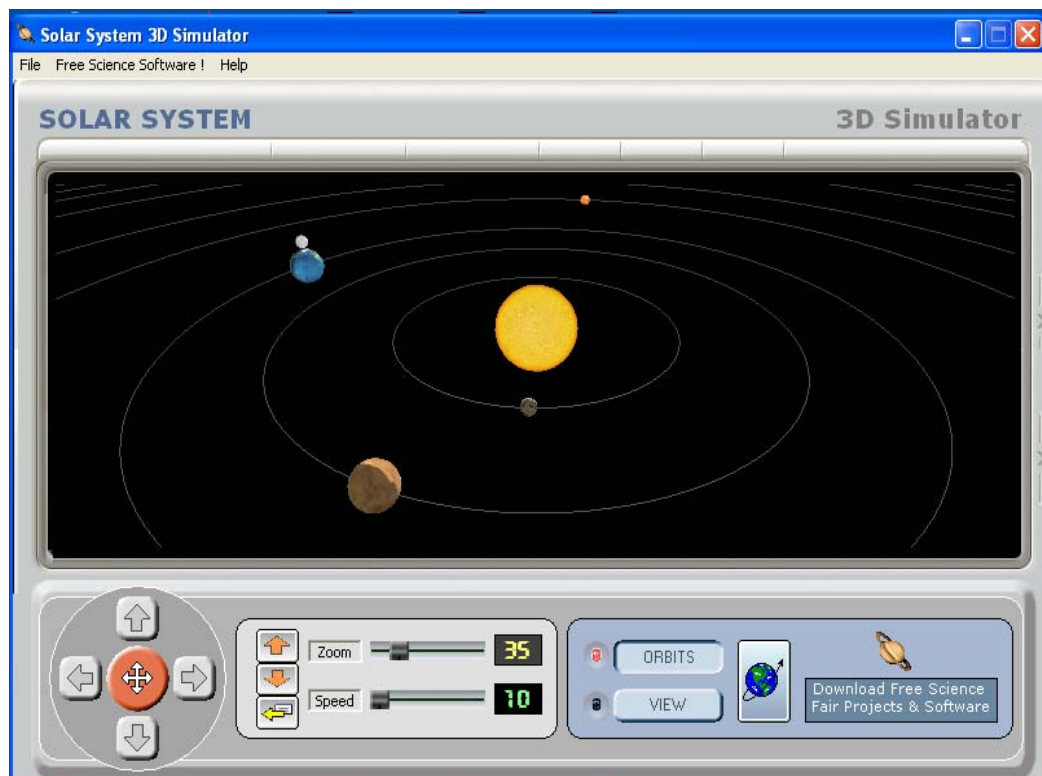 Solar System 3D Simulator
File Free Science Software ! Help
SOLAR SYSTEM
3D Simulator
Zoom
35
Speed
10
ORBITS
VIEW
Download Free Science
Fair Projects & Software